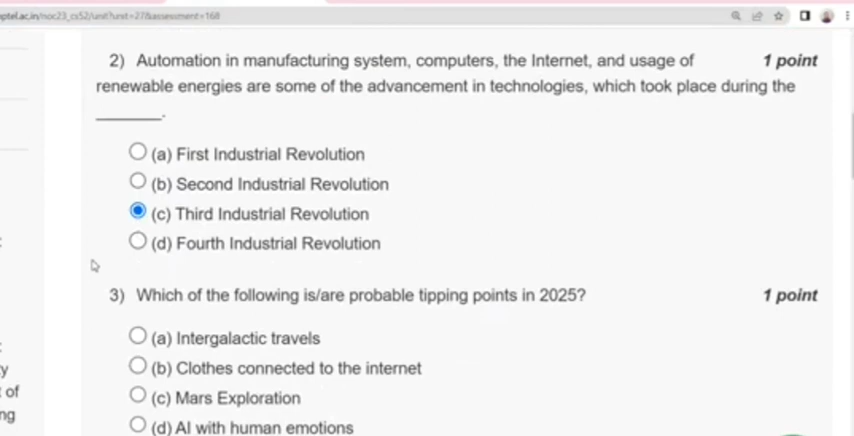 ptel.ac.in/noc23_cs52/unit?unit=27&assessment=168
2) Automation in manufacturing system, computers, the Internet, and usage of 1 point
renewable energies are some of the advancement in technologies, which took place during the
________.
(a) First Industrial Revolution
(b) Second Industrial Revolution
(c) Third Industrial Revolution
(d) Fourth Industrial Revolution
3) Which of the following is/are probable tipping points in 2025? 1 point
(a) Intergalactic travels
(b) Clothes connected to the internet
y
(c) Mars Exploration
of
ng
(d) AI with human emotions